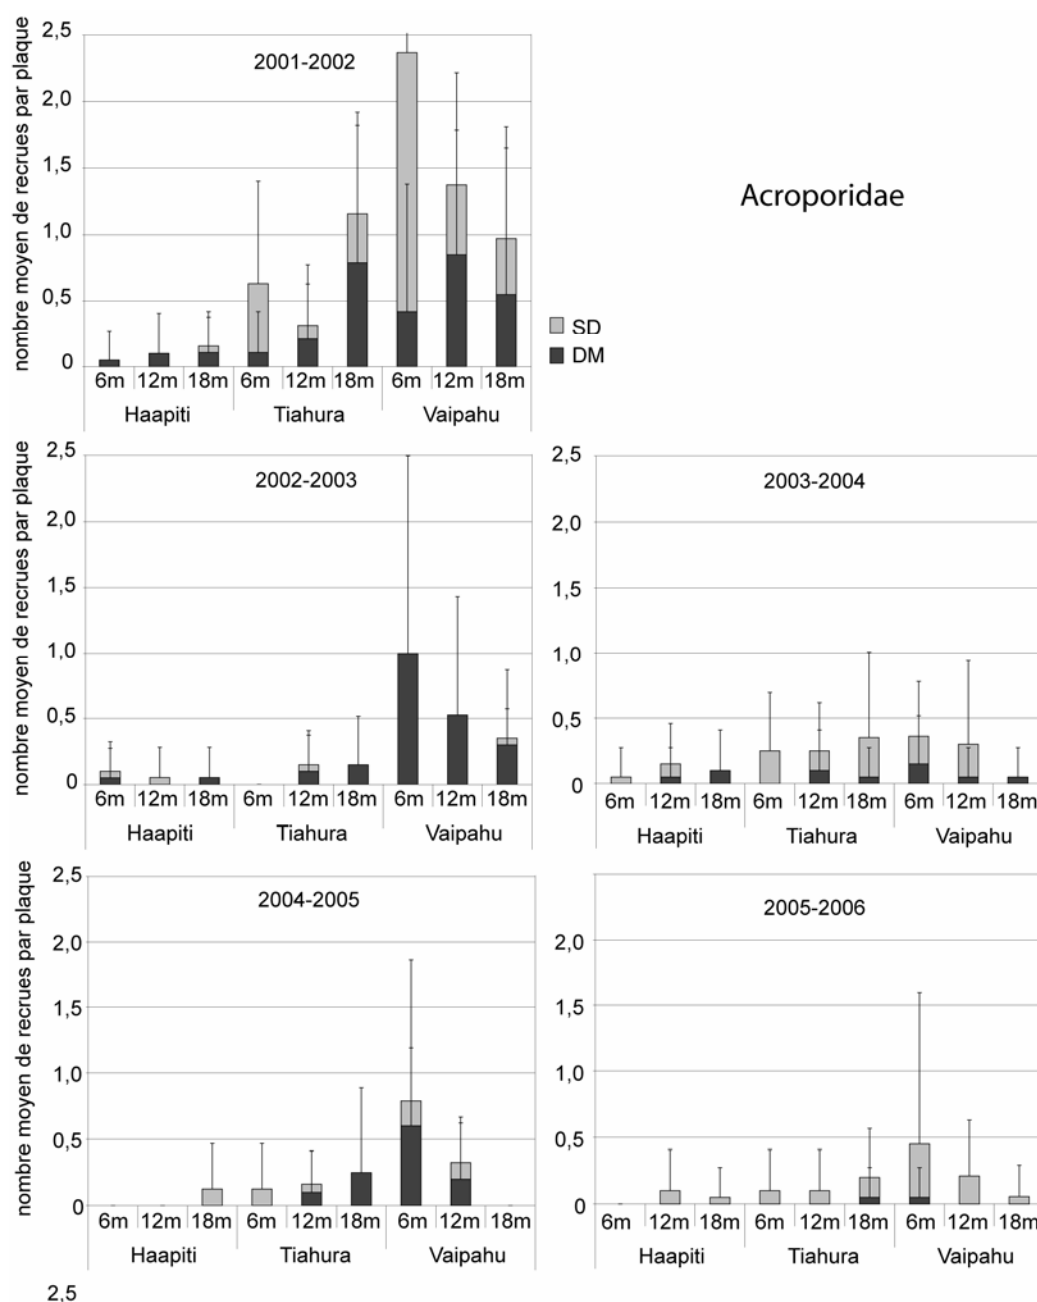 nombre moyen de recrues par plaque
2,5
2,0
1,5
1,0
0,5
0
2001-2002
6m 12m 18m 6m 12m 18m 6m 12m 18m
Haapiti Tiahura Vaipahu
Acroporidae
SD
DM
nombre moyen de recrues par plaque
2,5
2,0
1,5
1,0
0,5
0
2002-2003
6m 12m 18m 6m 12m 18m 6m 12m 18m
Haapiti Tiahura Vaipahu
2,5
2,0
1,5
1,0
0,5
0
2003-2004
6m 12m 18m 6m 12m 18m 6m 12m 18m
Haapiti Tiahura Vaipahu
nombre moyen de recrues par plaque
2,5
2,0
1,5
1,0
0,5
0
2004-2005
6m 12m 18m 6m 12m 18m 6m 12m 18m
Haapiti Tiahura Vaipahu
2,0
1,5
1,0
0,5
0
2005-2006
6m 12m 18m 6m 12m 18m 6m 12m 18m
Haapiti Tiahura Vaipahu
2,5